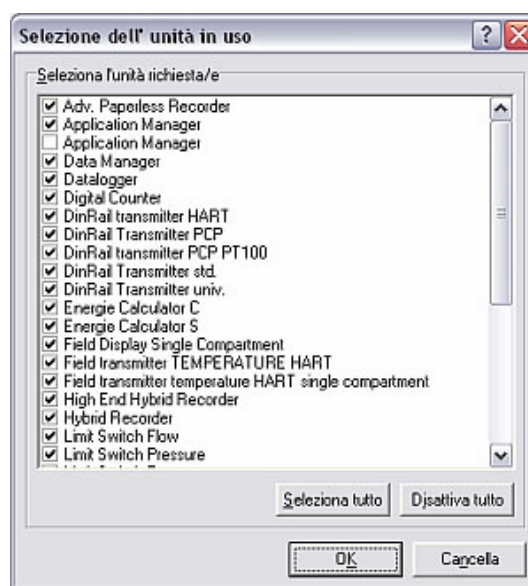 Selezione dell' unità in uso
Seleziona l'unità richiesta/e
Adv. Paperless Recorder
Application Manager
Application Manager
Data Manager
Datalogger
Digital Counter
DinRail transmitter HART
DinRail Transmitter PCP
DinRail transmitter PCP PT100
DinRail Transmitter std.
DinRail Transmitter univ.
Energie Calculator C
Energie Calculator S
Field Display Single Compartment
Field transmitter TEMPERATURE HART
Field transmitter temperature HART single compartment
High End Hybrid Recorder
Hybrid Recorder
Limit Switch Flow
Limit Switch Pressure
Seleziona tutto Disattiva tutto
OK Cancella